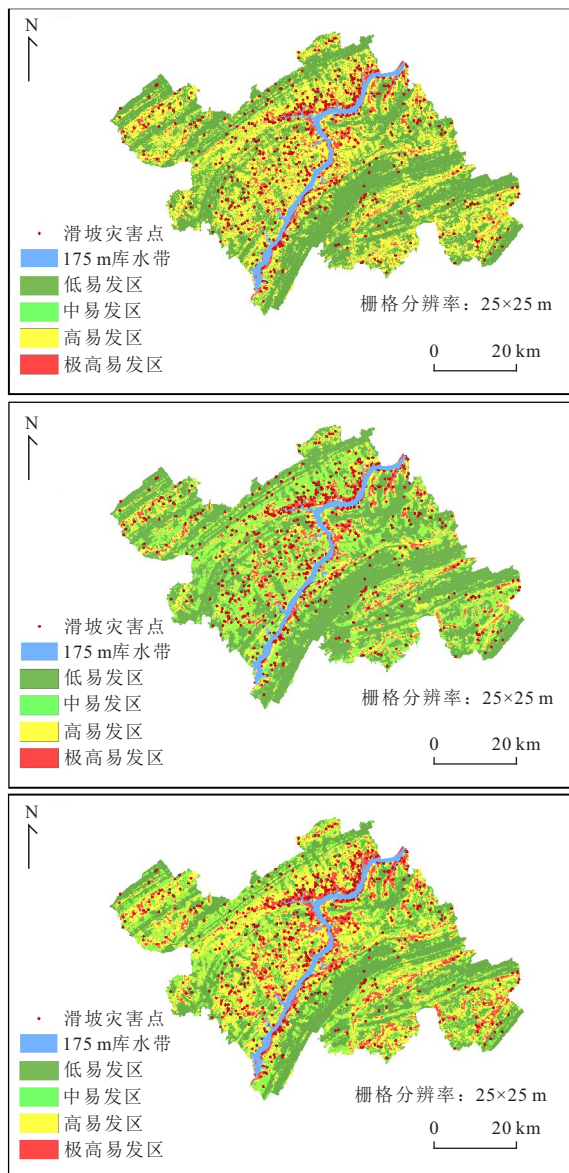 N
滑坡灾害点
175 m库水带
低易发区
中易发区
高易发区
极高易发区
栅格分辨率：25×25 m
0 20 km
N
滑坡灾害点
175 m库水带
低易发区
中易发区
高易发区
极高易发区
栅格分辨率：25×25 m
0 20 km
N
滑坡灾害点
175 m库水带
低易发区
中易发区
高易发区
极高易发区
栅格分辨率：25×25 m
0 20 km